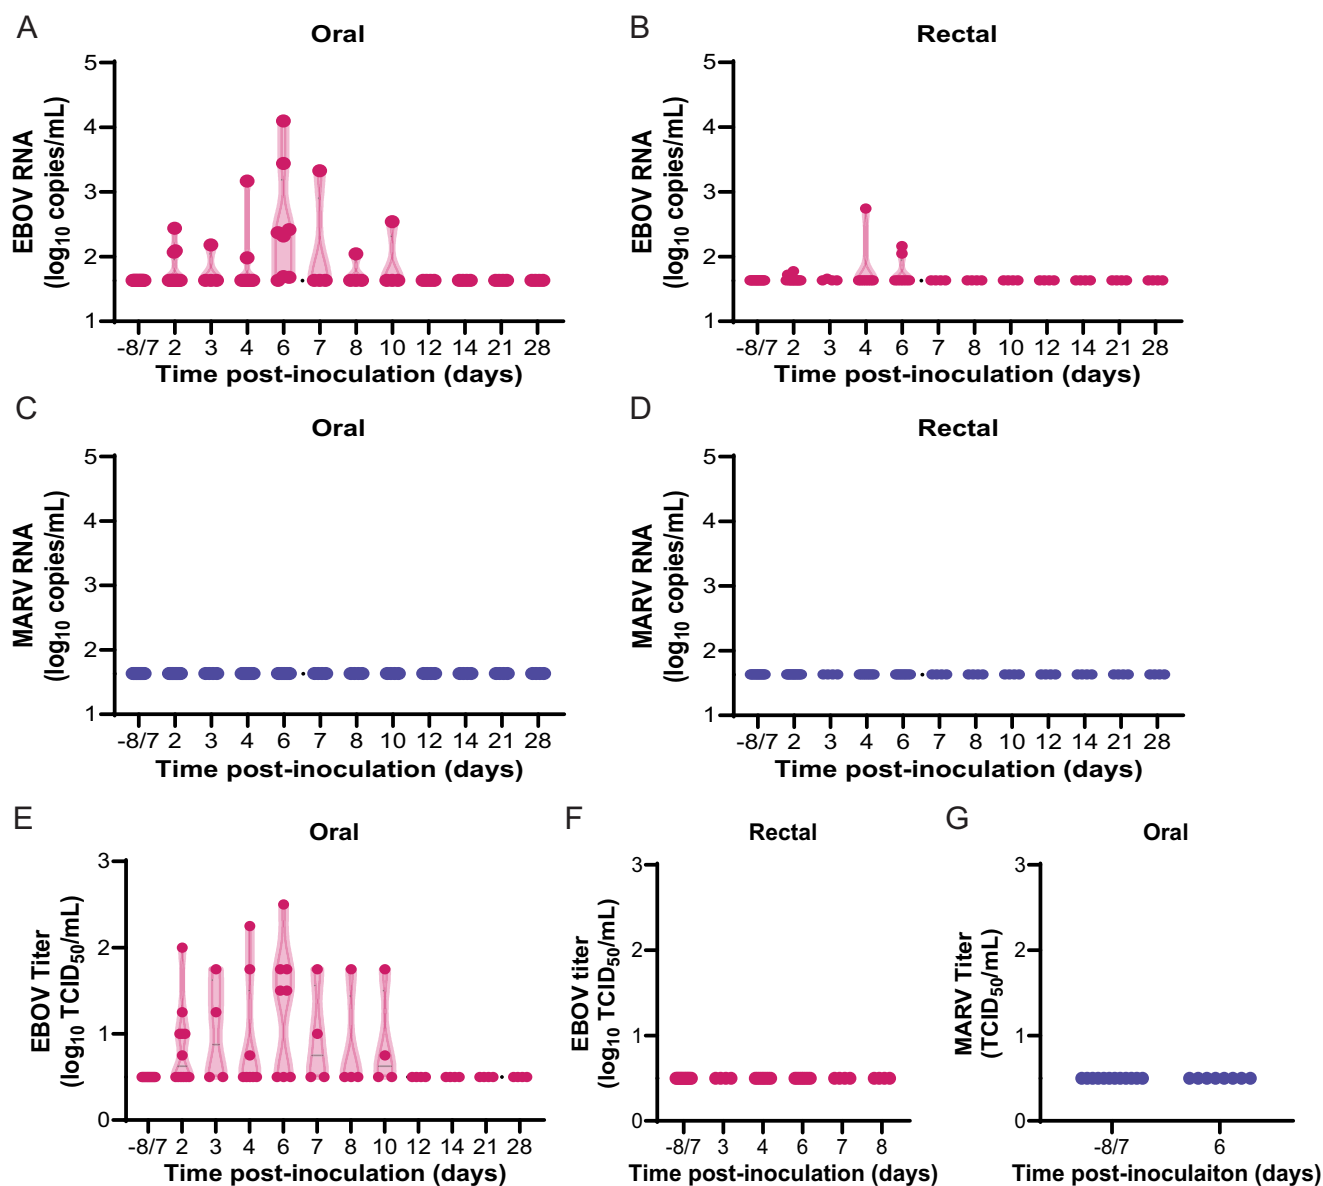 A
Oral
EBOV RNA
(log10 copies/mL)
5
4
3
2
1
-8/7 2 3 4 6 7 8 10 12 14 21 28
Time post-inoculation (days)
B
Rectal
EBOV RNA
(log10 copies/mL)
5
4
3
2
1
-8/7 2 3 4 6 7 8 10 12 14 21 28
Time post-inoculation (days)
C
Oral
MARV RNA
(log10 copies/mL)
5
4
3
2
1
-8/7 2 3 4 6 7 8 10 12 14 21 28
Time post-inoculation (days)
D
Rectal
MARV RNA
(log10 copies/mL)
5
4
3
2
1
-8/7 2 3 4 6 7 8 10 12 14 21 28
Time post-inoculation (days)
E
Oral
EBOV Titer
(log10 TCID50/mL)
3
2
1
0
-8/7 2 3 4 6 7 8 10 12 14 21 28
Time post-inoculation (days)
F
Rectal
EBOV titer
(log10 TCID50/mL)
3
2
1
0
-8/7 3 4 6 7 8
Time post-inoculation (days)
G
Oral
MARV Titer
(TCID50/mL)
3
2
1
0
-8/7 6
Time post-inoculaiton (days)